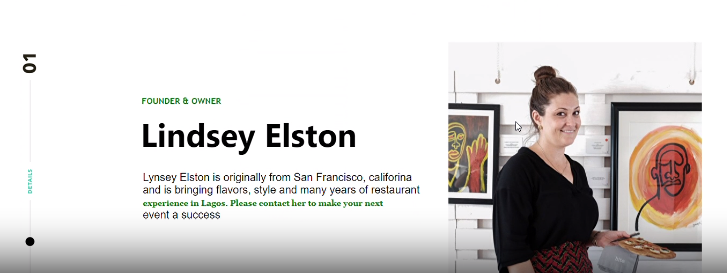 01
FOUNDER & OWNER
Lindsey Elston
Lynsey Elston is originally from San Francisco, califorina
and is bringing flavors, style and many years of restaurant
experience in Lagos. Please contact her to make your next
event a success
DETAILS